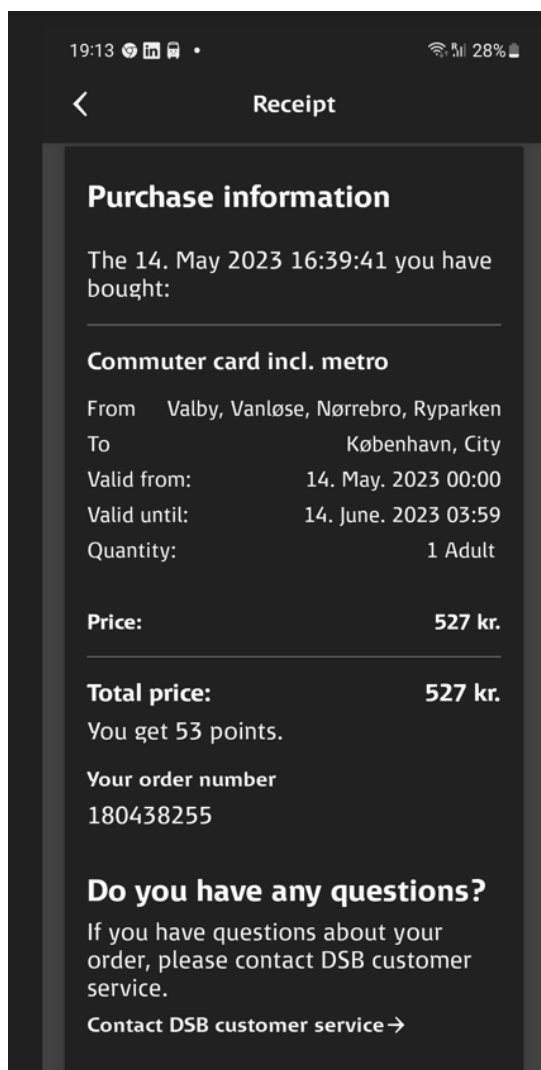 19:13 28%
Receipt
Purchase information
The 14. May 2023 16:39:41 you have
bought:
Commuter card incl. metro
From Valby, Vanløse, Nørrebro, Ryparken
To København, City
Valid from: 14. May. 2023 00:00
Valid until: 14. June. 2023 03:59
Quantity: 1 Adult
Price: 527 kr.
Total price: 527 kr.
You get 53 points.
Your order number
180438255
Do you have any questions?
If you have questions about your
order, please contact DSB customer
service.
Contact DSB customer service→